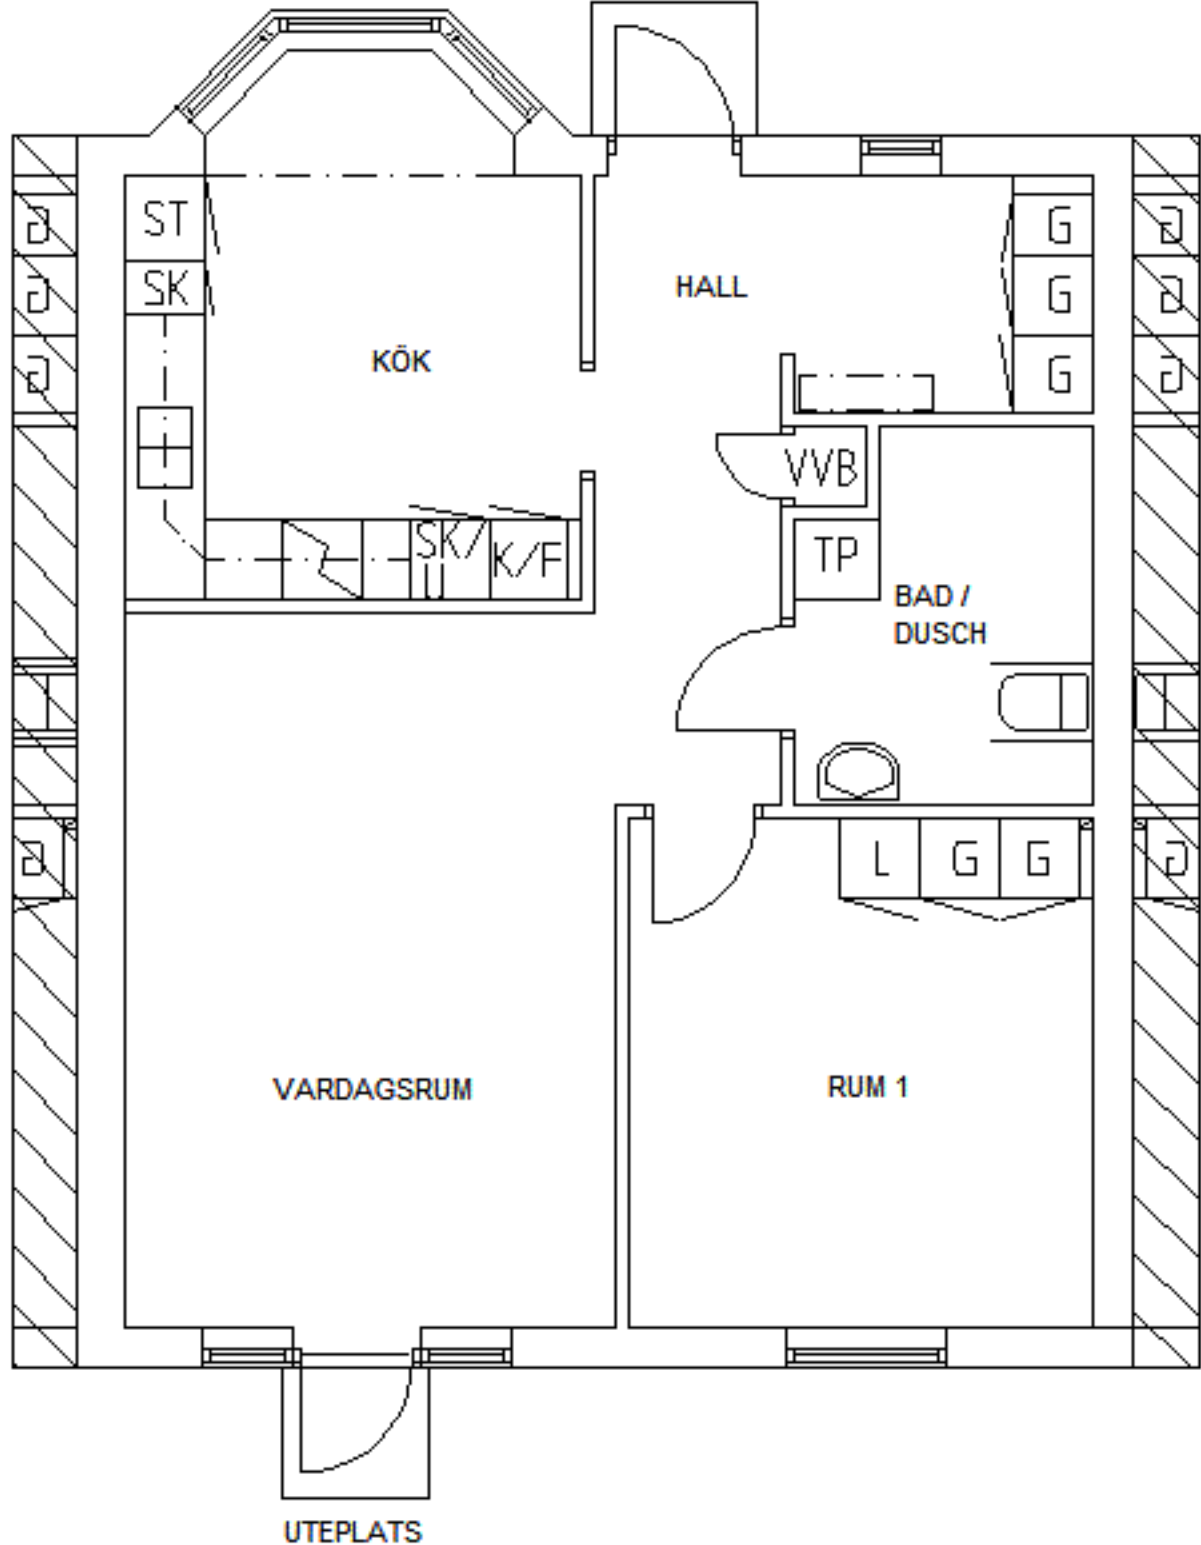 ST
G
SK
HALL
G
KÖK
G
VVB
SK/U
K/F
TP
BAD /
DUSCH
L
G
G
VARDAGSRUM
RUM 1
UTEPLATS